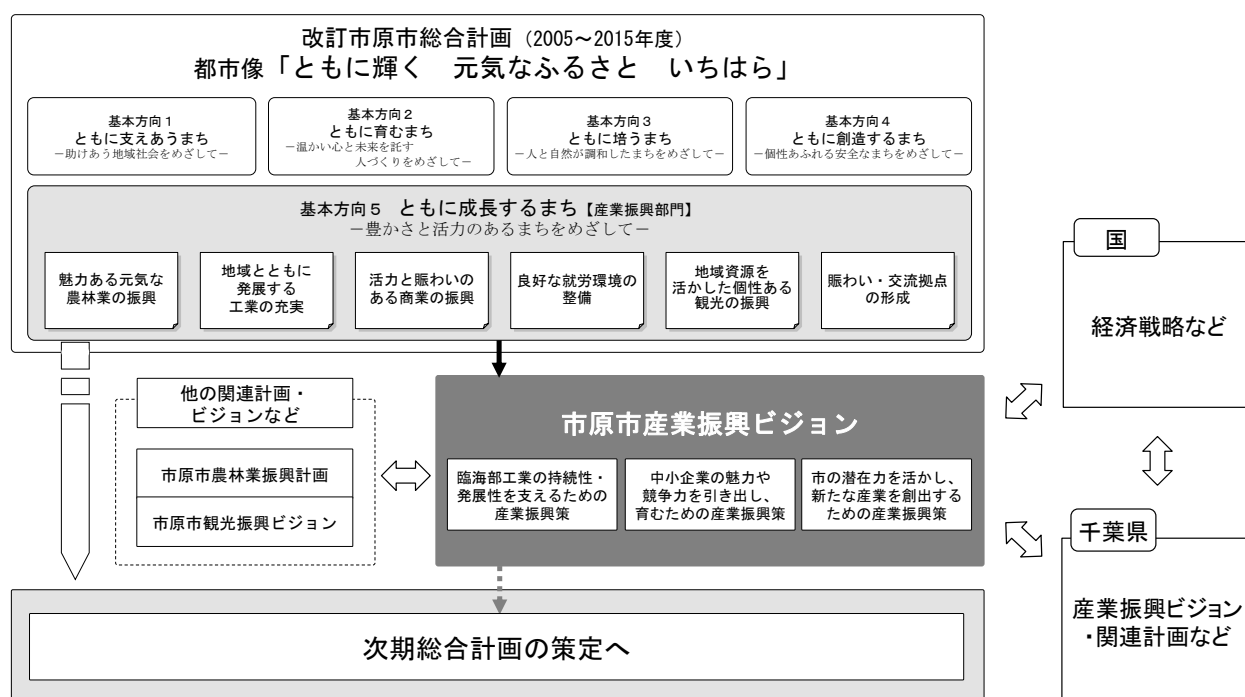 改訂市原市総合計画（2005～2015年度）
都市像「ともに輝く　元気なふるさと　いちはら」
基本方向１
ともに支えあうまち
－助けあう地域社会をめざして－
基本方向２
ともに育むまち
－温かい心と未来を託す
人づくりをめざして－
基本方向３
ともに培うまち
－人と自然が調和したまちをめざして－
基本方向４
ともに創造するまち
－個性あふれる安全なまちをめざして－
基本方向５　ともに成長するまち【産業振興部門】
－豊かさと活力のあるまちをめざして－
魅力ある元気な
農林業の振興
地域とともに
発展する
工業の充実
活力と賑わいの
ある商業の振興
良好な就労環境の
整備
地域資源を
活かした個性ある
観光の振興
賑わい・交流拠点
の形成
国
経済戦略など
他の関連計画・
ビジョンなど
市原市農林業振興計画
市原市観光振興ビジョン
市原市産業振興ビジョン
臨海部工業の持続性・
発展性を支えるための
産業振興策
中小企業の魅力や
競争力を引き出し、
育むための産業振興策
市の潜在力を活かし、
新たな産業を創出する
ための産業振興策
千葉県
産業振興ビジョン
・関連計画など
次期総合計画の策定へ